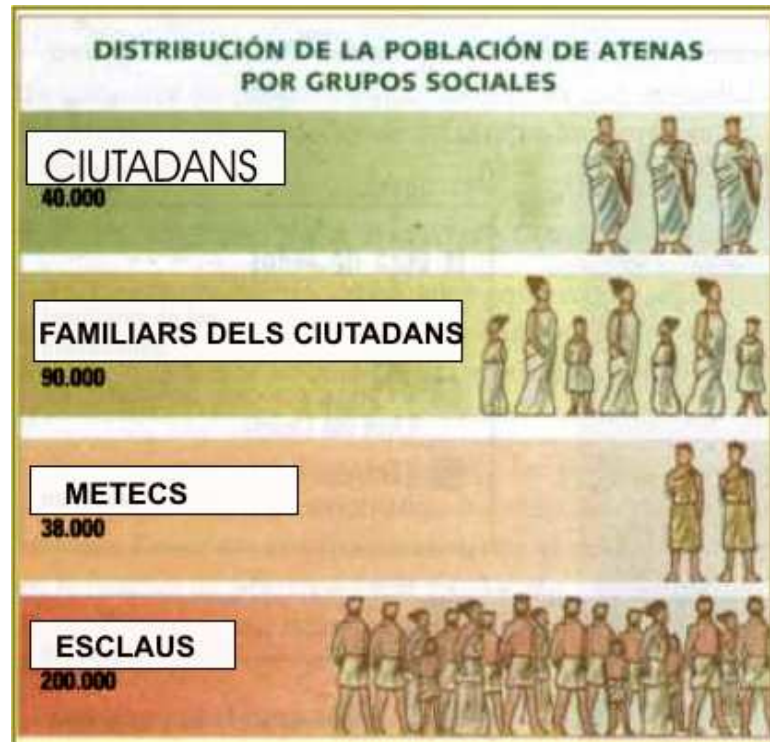 DISTRIBUCIÓN DE LA POBLACIÓN DE ATENAS
POR GRUPOS SOCIALES
CIUTADANS
40.000
FAMILIARS DELS CIUTADANS
90.000
METECS
38.000
ESCLAUS
200.000